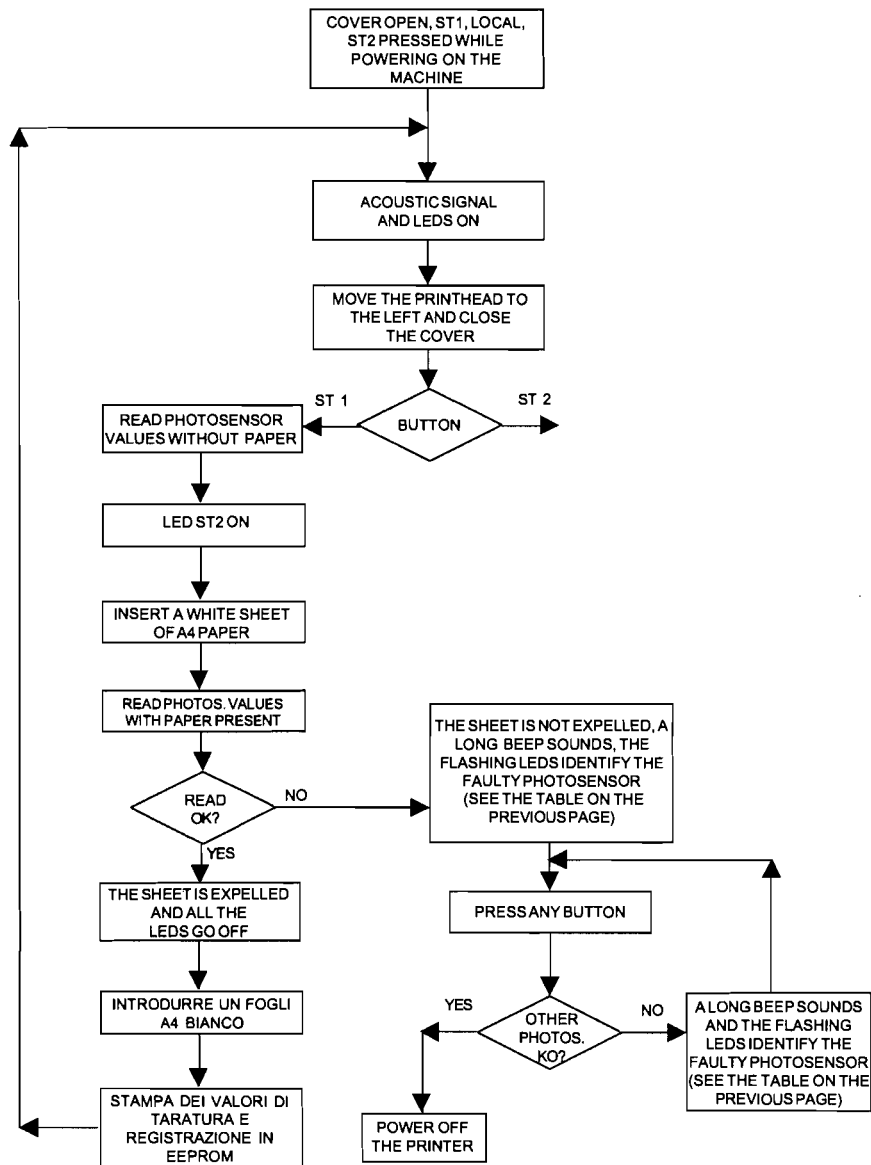 COVER OPEN, ST1, LOCAL,
ST2 PRESSED WHILE
POWERING ON THE
MACHINE
ACOUSTIC SIGNAL
AND LEDS ON
MOVE THE PRINTHEAD TO
THE LEFT AND CLOSE
THE COVER
ST 1
BUTTON
ST 2
READ PHOTOSENSOR
VALUES WITHOUT PAPER
LED ST2 ON
INSERT A WHITE SHEET
OF A4 PAPER
READ PHOTOS. VALUES
WITH PAPER PRESENT
READ
OK?
NO
THE SHEET IS NOT EXPELLED, A
LONG BEEP SOUNDS, THE
FLASHING LEDS IDENTIFY THE
FAULTY PHOTOSENSOR
(SEE THE TABLE ON THE
PREVIOUS PAGE)
YES
THE SHEET IS EXPELLED
AND ALL THE
LEDS GO OFF
INTRODURRE UN FOGLI
A4 BIANCO
STAMPA DEI VALORI DI
TARATURA E
REGISTRAZIONE IN
EEPROM
PRESS ANY BUTTON
OTHER
PHOTOS.
KO?
YES
NO
A LONG BEEP SOUNDS
AND THE FLASHING
LEDS IDENTIFY THE
FAULTY PHOTOSENSOR
(SEE THE TABLE ON THE
PREVIOUS PAGE)
POWER OFF
THE PRINTER